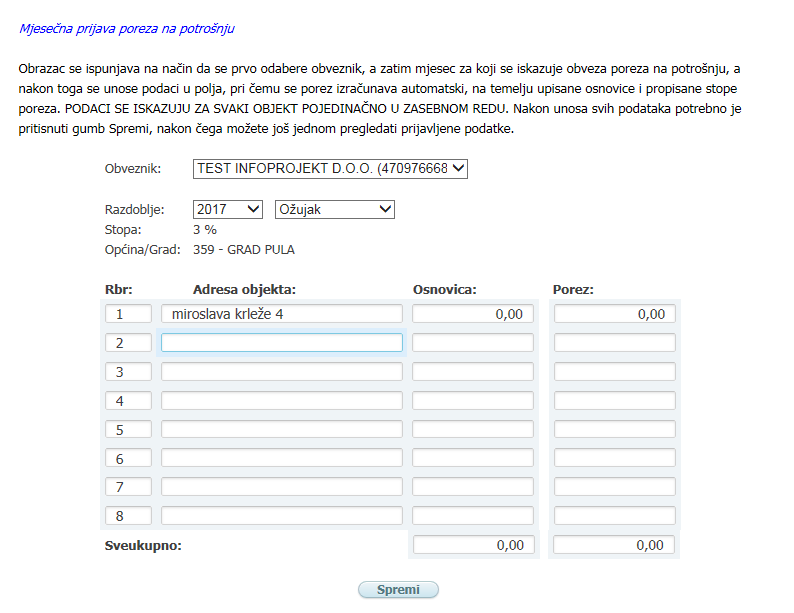 Mjesečna prijava poreza na potrošnju
Obrazac se ispunjava na način da se prvo odabere obveznik, a zatim mjesec za koji se iskazuje obveza poreza na potrošnju, a
nakon toga se unose podaci u polja, pri čemu se porez izračunava automatski, na temelju upisane osnovice i propisane stope
poreza. PODACI SE ISKAZUJU ZA SVAKI OBJEKT POJEDINAČNO U ZASEBNOM REDU. Nakon unosa svih podataka potrebno je
pritisnuti gumb Spremi, nakon čega možete još jednom pregledati prijavljene podatke.
Obveznik: TEST INFOPROJEKT D.O.O. (470976668
Razdoblje: 2017 Ožujak
Stopa: 3 %
Općina/Grad: 359 - GRAD PULA
Rbr: Adresa objekta: Osnovica: Porez:
1 miroslava krleže 4 0,00 0,00
2
3
4
5
6
7
8
Sveukupno: 0,00 0,00
Spremi